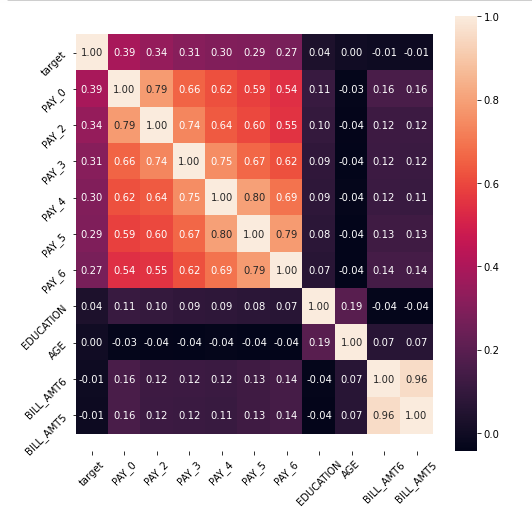 target 1.00 0.39 0.34 0.31 0.30 0.29 0.27 0.04 0.00 -0.01 -0.01
PAY_0 0.39 1.00 0.79 0.66 0.62 0.59 0.54 0.11 -0.03 0.16 0.16
PAY_2 0.34 0.79 1.00 0.74 0.64 0.60 0.55 0.10 -0.04 0.12 0.12
PAY_3 0.31 0.66 0.74 1.00 0.75 0.67 0.62 0.09 -0.04 0.12 0.12
PAY_4 0.30 0.62 0.64 0.75 1.00 0.80 0.69 0.09 -0.04 0.12 0.11
PAY_5 0.29 0.59 0.60 0.67 0.80 1.00 0.79 0.08 -0.04 0.13 0.13
PAY_6 0.27 0.54 0.55 0.62 0.69 0.79 1.00 0.07 -0.04 0.14 0.14
EDUCATION 0.04 0.11 0.10 0.09 0.09 0.08 0.07 1.00 0.19 -0.04 -0.04
AGE 0.00 -0.03 -0.04 -0.04 -0.04 -0.04 -0.04 0.19 1.00 0.07 0.07
BILL_AMT6 -0.01 0.16 0.12 0.12 0.12 0.13 0.14 -0.04 0.07 1.00 0.96
BILL_AMT5 -0.01 0.16 0.12 0.12 0.11 0.13 0.14 -0.04 0.07 0.96 1.00
target PAY_0 PAY_2 PAY_3 PAY_4 PAY_5 PAY_6 EDUCATION AGE BILL_AMT6 BILL_AMT5
1.0
0.8
0.6
0.4
0.2
0.0